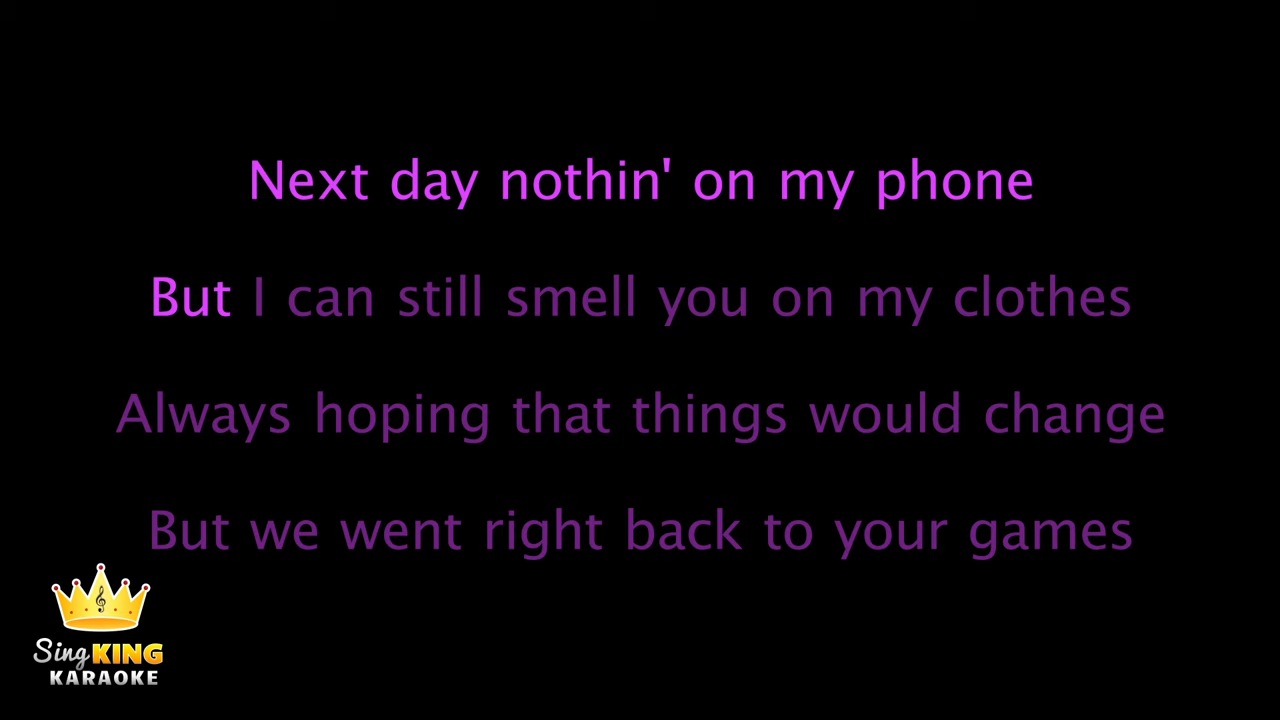 Next day nothin' on my phone
But I can still smell you on my clothes
Always hoping that things would change
But we went right back to your games
Sing KING
KARAOKE